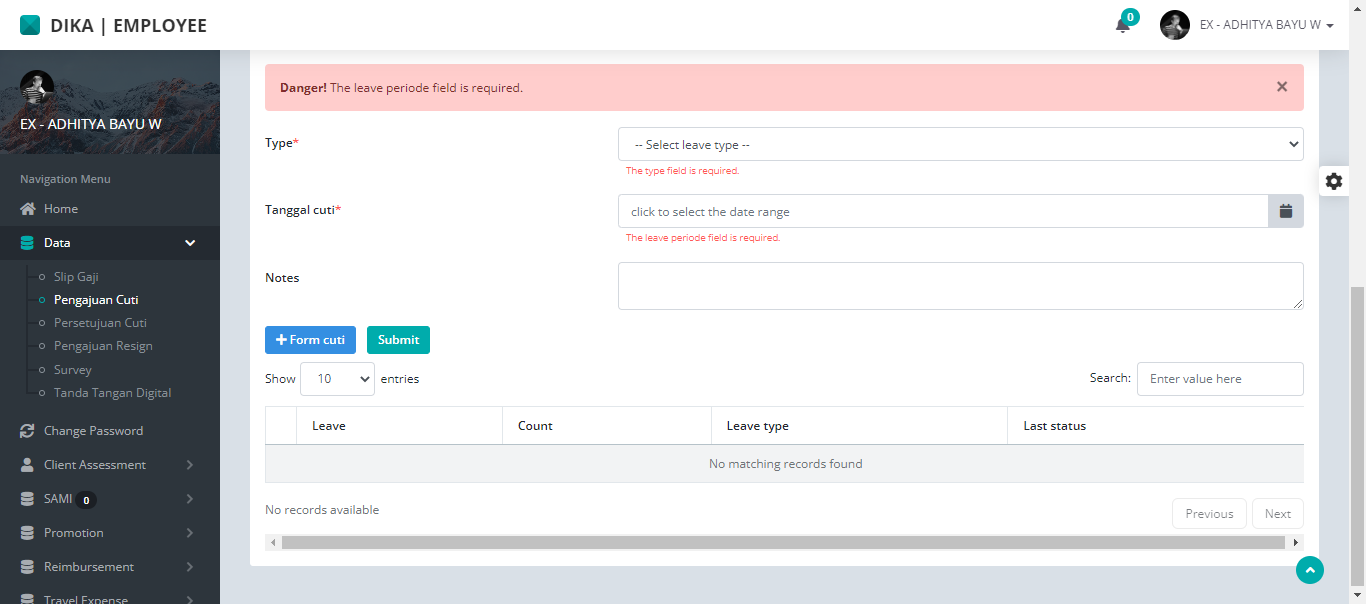 DIKA | EMPLOYEE
0
EX - ADHITYA BAYU W
EX - ADHITYA BAYU W
Navigation Menu
Home
Data
Slip Gaji
Pengajuan Cuti
Persetujuan Cuti
Pengajuan Resign
Survey
Tanda Tangan Digital
Change Password
Client Assessment
SAMI 0
Promotion
Reimbursement
Travel Expense
Danger! The leave periode field is required. ×
Type*
-- Select leave type --
The type field is required.
Tanggal cuti*
click to select the date range
The leave periode field is required.
Notes
+ Form cuti Submit
Show 10 entries Search: Enter value here
Leave Count Leave type Last status
No matching records found
No records available Previous Next